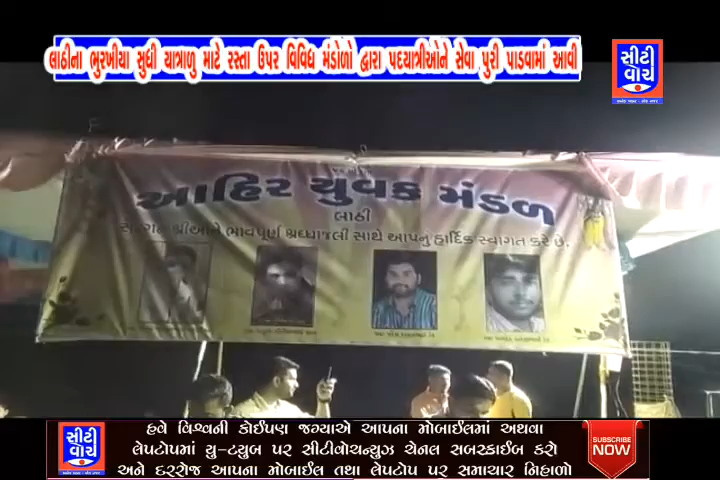 લાઠીના ભુરખીયા સુધી યાત્રાળુ માટે રસ્તા ઉપર વિવિધ મંડોળો દ્વારા પદયાત્રીઓને સેવા પુરી પાડવામાં આવી
સીટી
વોચ
આહિર યુવક મંડળ
લાઠી
ભાવપૂર્ણ શ્રધ્ધાજલી સાથે આપનુ હાર્દિક સ્વાગત કરે છે.
સીટી
વોચ
હવે વિશ્વની કોઈપણ જગ્યાએ આપના મોબાઈલમાં અથવા
લેપટોપમાં યુ-ટયુબ પર સીટીવોચન્યુઝ ચેનલ સબસ્ક્રાઈબ કરો
અને દરરોજ આપના મોબાઈલ તથા લેપટોપ પર સમાચાર નિહાળો
SUBSCRIBE
NOW